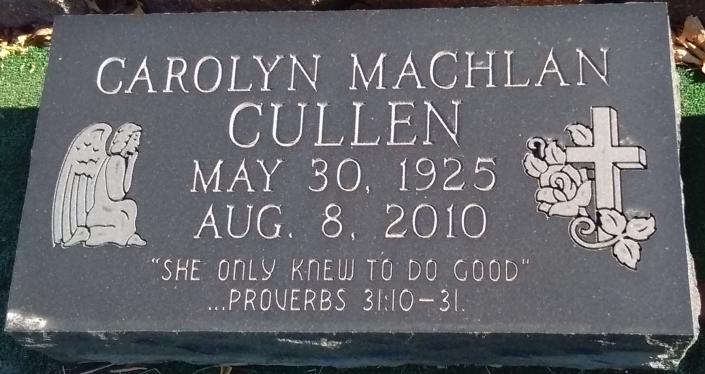 CAROLYN MACHLAN
CULLEN
MAY 30, 1925
AUG. 8, 2010
"SHE ONLY KNEW TO DO GOOD"
...PROVERBS 31:10-31.